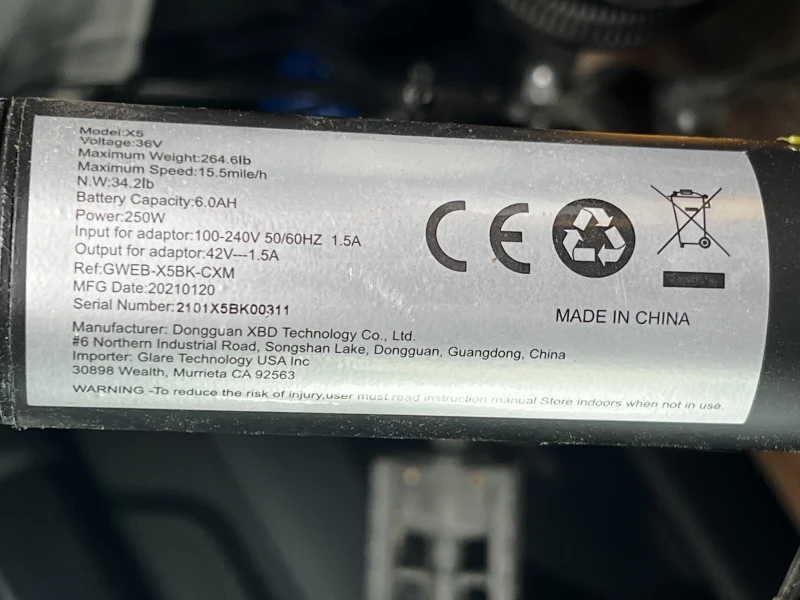 Model:X5
Voltage:36V
Maximum Weight:264.6lb
Maximum Speed:15.5mile/h
N.W:34.2lb
Battery Capacity:6.0AH
Power:250W
Input for adaptor:100-240V 50/60HZ 1.5A
Output for adaptor:42V---1.5A
Ref:GWEB-X5BK-CXM
MFG Date:20210120
Serial Number:2101X5BK00311
CE
MADE IN CHINA
Manufacturer: Dongguan XBD Technology Co., Ltd.
#6 Northern Industrial Road, Songshan Lake, Dongguan, Guangdong, China
Importer: Glare Technology USA Inc
30898 Wealth, Murrieta CA 92563
WARNING -To reduce the risk of injury,user must read instruction manual.Store indoors when not in use.